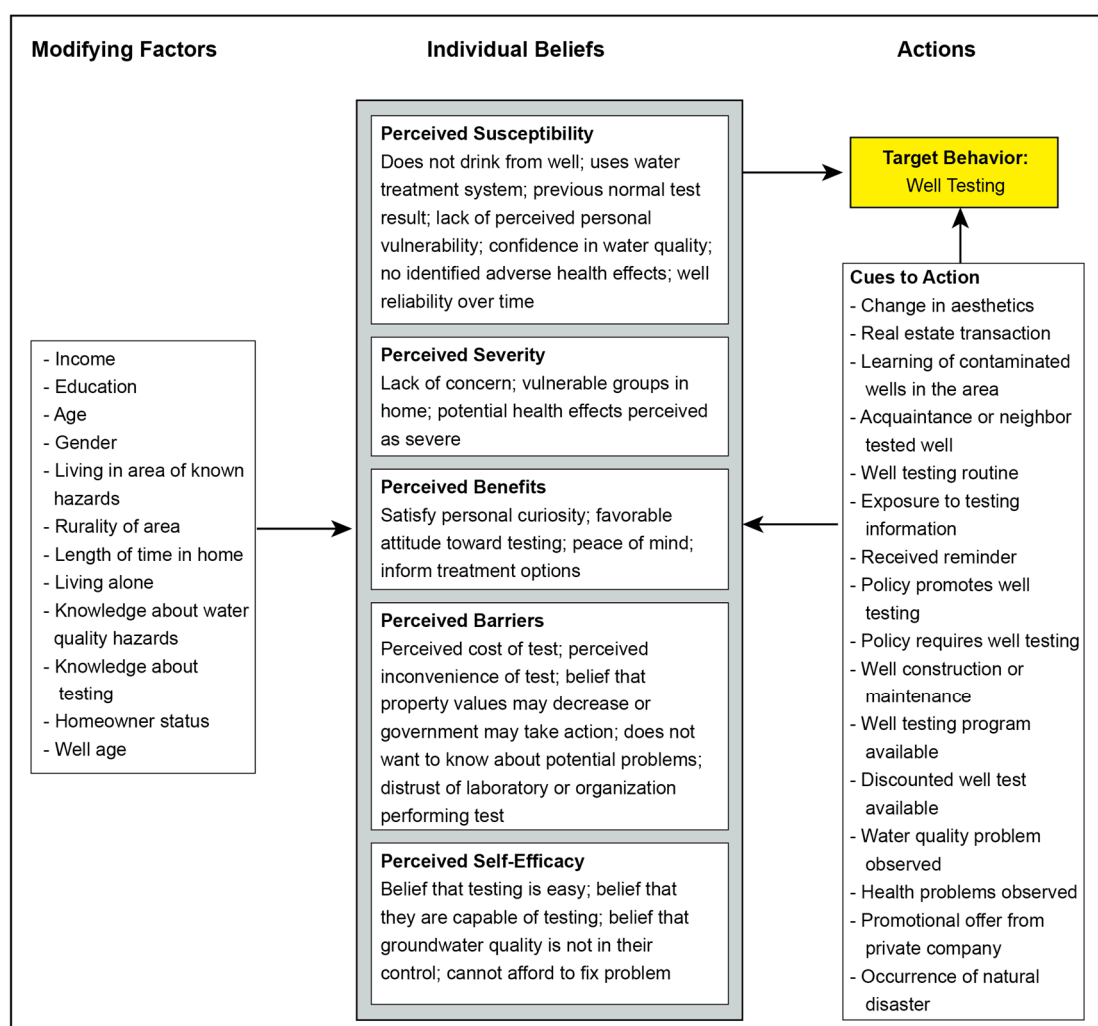 Modifying Factors
Individual Beliefs
Actions
- Income
- Education
- Age
- Gender
- Living in area of known
hazards
- Rurality of area
- Length of time in home
- Living alone
- Knowledge about water
quality hazards
- Knowledge about
testing
- Homeowner status
- Well age
Perceived Susceptibility
Does not drink from well; uses water
treatment system; previous normal test
result; lack of perceived personal
vulnerability; confidence in water quality;
no identified adverse health effects; well
reliability over time
Perceived Severity
Lack of concern; vulnerable groups in
home; potential health effects perceived
as severe
Perceived Benefits
Satisfy personal curiosity; favorable
attitude toward testing; peace of mind;
inform treatment options
Perceived Barriers
Perceived cost of test; perceived
inconvenience of test; belief that
property values may decrease or
government may take action; does not
want to know about potential problems;
distrust of laboratory or organization
performing test
Perceived Self-Efficacy
Belief that testing is easy; belief that
they are capable of testing; belief that
groundwater quality is not in their
control; cannot afford to fix problem
Target Behavior:
Well Testing
Cues to Action
- Change in aesthetics
- Real estate transaction
- Learning of contaminated
wells in the area
- Acquaintance or neighbor
tested well
- Well testing routine
- Exposure to testing
information
- Received reminder
- Policy promotes well
testing
- Policy requires well testing
- Well construction or
maintenance
- Well testing program
available
- Discounted well test
available
- Water quality problem
observed
- Health problems observed
- Promotional offer from
private company
- Occurrence of natural
disaster